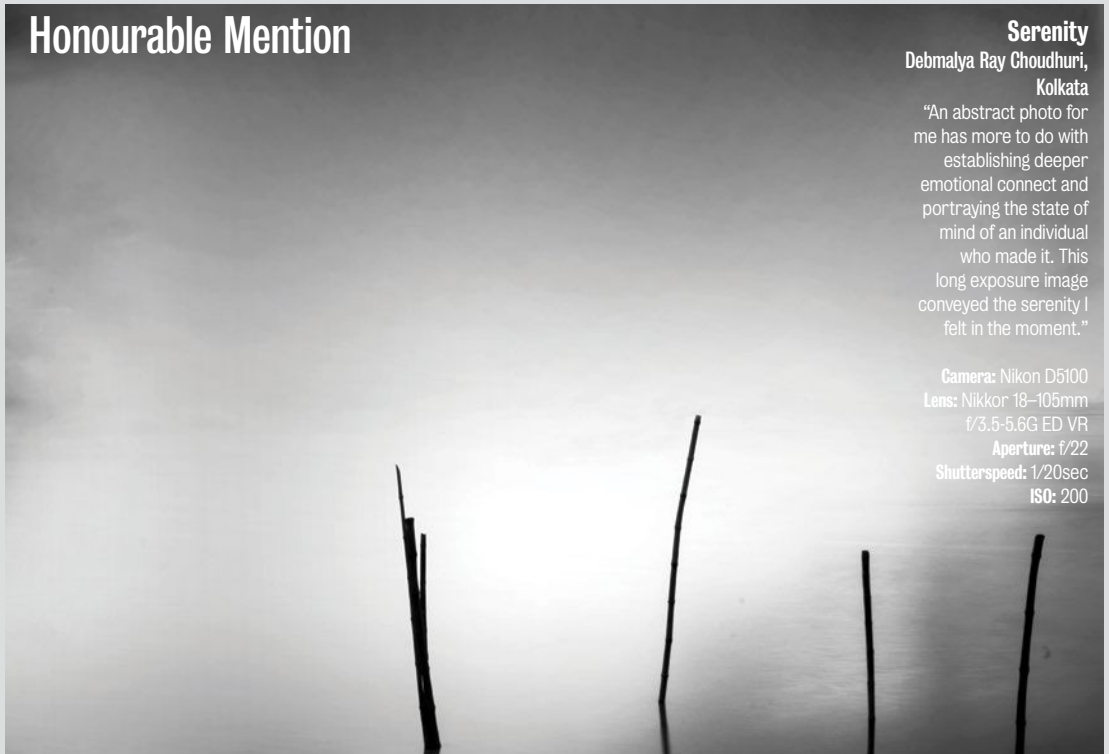 Honourable Mention
Serenity
Debmalya Ray Choudhuri,
Kolkata
“An abstract photo for
me has more to do with
establishing deeper
emotional connect and
portraying the state of
mind of an individual
who made it. This
long exposure image
conveyed the serenity I
felt in the moment.”
Camera: Nikon D5100
Lens: Nikkor 18–105mm
f/3.5-5.6G ED VR
Aperture: f/22
Shutterspeed: 1/20sec
ISO: 200